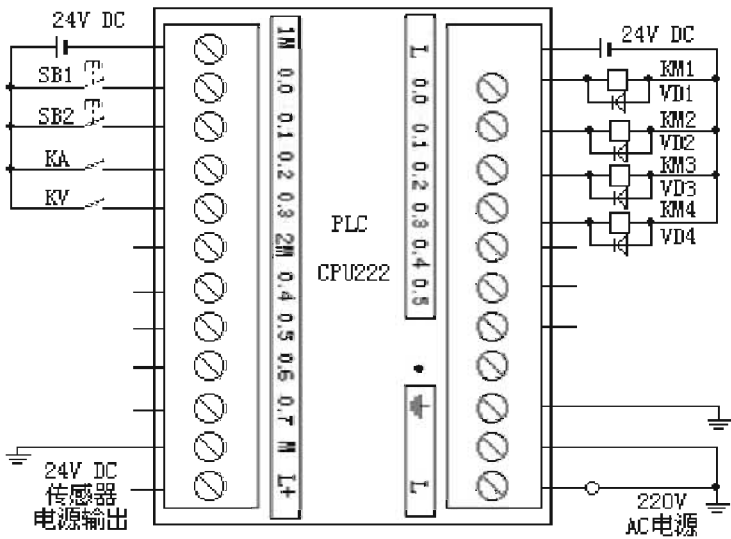 24V DC
SB1
SB2
KA
KV
24V DC
传感器
电源输出
1M 0.0 0.1 0.2 0.3 2M 0.4 0.5 0.6 0.7 M L+
PLC
CPU222
L 0.0 0.1 0.2 0.3 0.4 0.5
L
24V DC
KM1
VD1
KM2
VD2
KM3
VD3
KM4
VD4
220V
AC电源